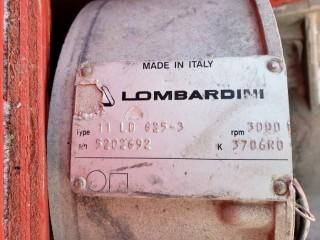 MADE IN ITALY
LOMBARDINI
Type 11 LD 625-3 rpm 3000
5202692 K 3706R0